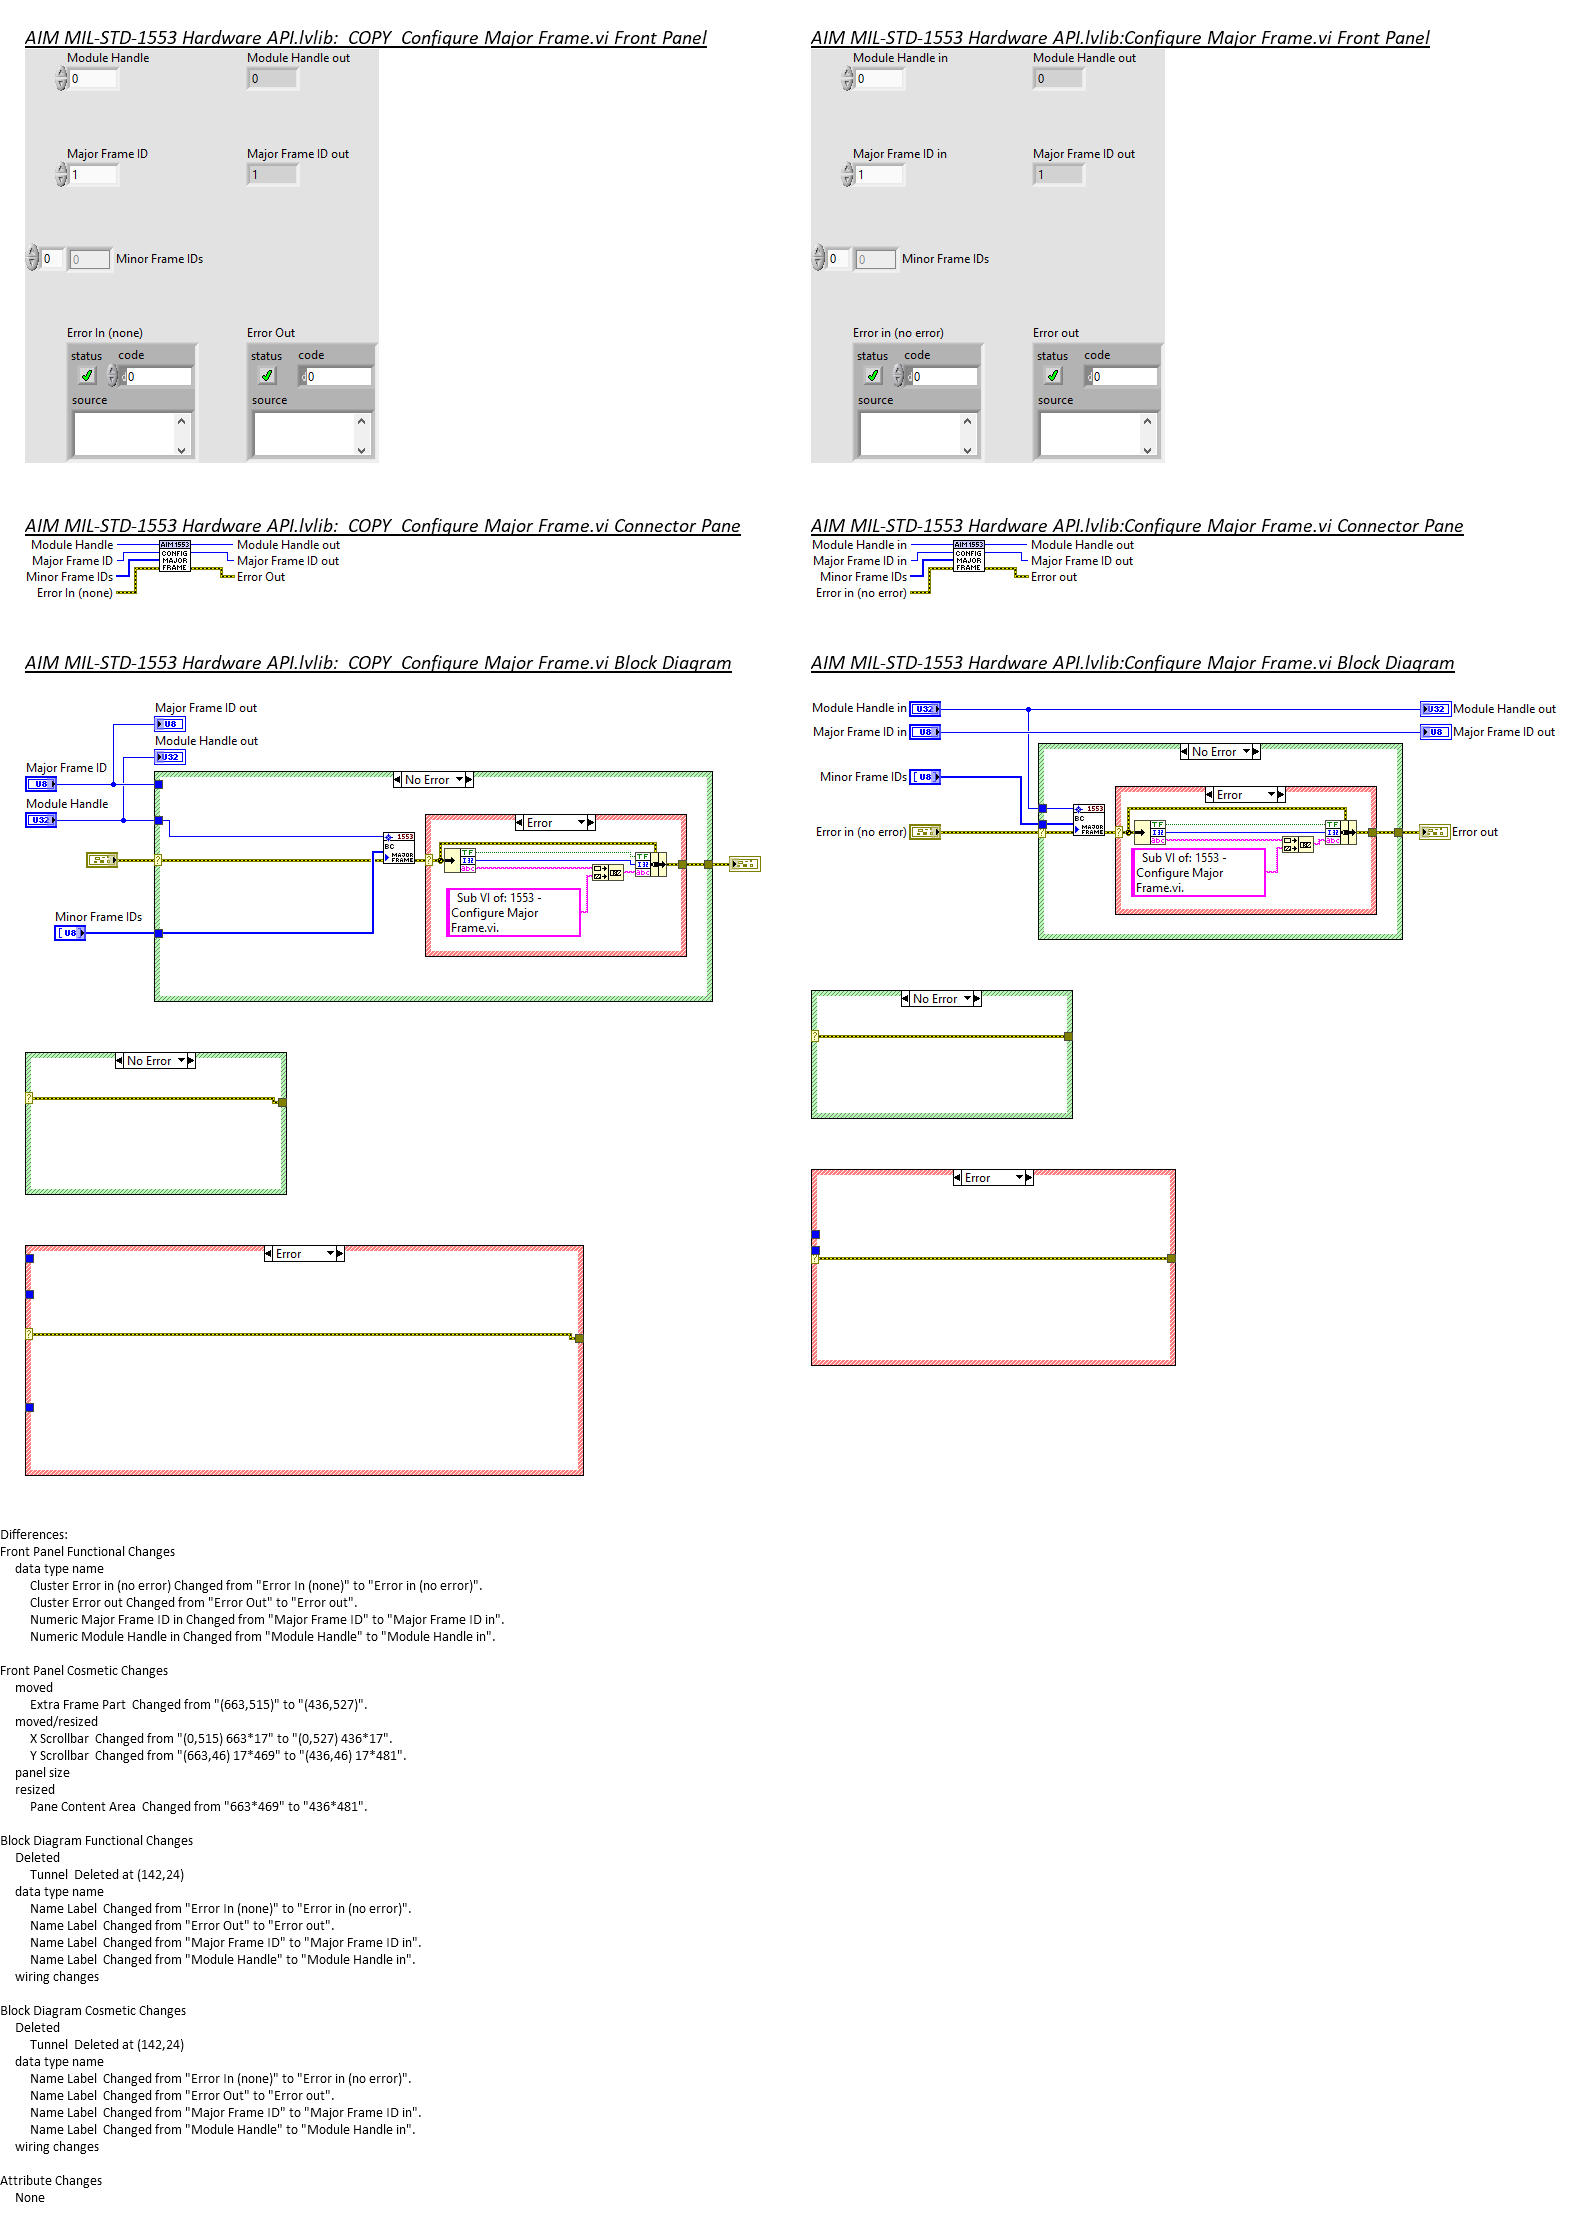 AIM MIL-STD-1553 Hardware API.lvlib:  COPY  Configure Major Frame.vi Front Panel
Module Handle
0
Module Handle out
0
Major Frame ID
1
Major Frame ID out
1
0
0
Minor Frame IDs
Error In (none)
status
code
d 0
source
Error Out
status
code
d 0
source
AIM MIL-STD-1553 Hardware API.lvlib:Configure Major Frame.vi Front Panel
Module Handle in
0
Module Handle out
0
Major Frame ID in
1
Major Frame ID out
1
0
0
Minor Frame IDs
Error in (no error)
status
code
d 0
source
Error out
status
code
d 0
source
AIM MIL-STD-1553 Hardware API.lvlib:  COPY  Configure Major Frame.vi Connector Pane
Module Handle
Major Frame ID
Minor Frame IDs
Error In (none)
AIM1553
CONFIG
MAJOR
FRAME
Module Handle out
Major Frame ID out
Error Out
AIM MIL-STD-1553 Hardware API.lvlib:Configure Major Frame.vi Connector Pane
Module Handle in
Major Frame ID in
Minor Frame IDs
Error in (no error)
AIM1553
CONFIG
MAJOR
FRAME
Module Handle out
Major Frame ID out
Error out
AIM MIL-STD-1553 Hardware API.lvlib:  COPY  Configure Major Frame.vi Block Diagram
Major Frame ID out
U8
Module Handle out
U32
Major Frame ID
U8
Module Handle
U32
No Error
1553
BC
MAJOR
FRAME
Error
?
?
TF
I32
abc
TF
I32
abc
Sub VI of: 1553 -
Configure Major
Frame.vi.
Minor Frame IDs
[U8]
No Error
?
Error
?
AIM MIL-STD-1553 Hardware API.lvlib:Configure Major Frame.vi Block Diagram
Module Handle in
U32
U32
Module Handle out
Major Frame ID in
U8
U8
Major Frame ID out
No Error
Minor Frame IDs
[U8]
Error
1553
BC
MAJOR
FRAME
Error in (no error)
?
?
TF
I32
abc
TF
I32
abc
Error out
Sub VI of: 1553 -
Configure Major
Frame.vi.
No Error
?
Error
?
Differences:
Front Panel Functional Changes
data type name
Cluster Error in (no error) Changed from "Error In (none)" to "Error in (no error)".
Cluster Error out Changed from "Error Out" to "Error out".
Numeric Major Frame ID in Changed from "Major Frame ID" to "Major Frame ID in".
Numeric Module Handle in Changed from "Module Handle" to "Module Handle in".
Front Panel Cosmetic Changes
moved
Extra Frame Part  Changed from "(663,515)" to "(436,527)".
moved/resized
X Scrollbar  Changed from "(0,515) 663*17" to "(0,527) 436*17".
Y Scrollbar  Changed from "(663,46) 17*469" to "(436,46) 17*481".
panel size
resized
Pane Content Area  Changed from "663*469" to "436*481".
Block Diagram Functional Changes
Deleted
Tunnel  Deleted at (142,24)
data type name
Name Label  Changed from "Error In (none)" to "Error in (no error)".
Name Label  Changed from "Error Out" to "Error out".
Name Label  Changed from "Major Frame ID" to "Major Frame ID in".
Name Label  Changed from "Module Handle" to "Module Handle in".
wiring changes
Block Diagram Cosmetic Changes
Deleted
Tunnel  Deleted at (142,24)
data type name
Name Label  Changed from "Error In (none)" to "Error in (no error)".
Name Label  Changed from "Error Out" to "Error out".
Name Label  Changed from "Major Frame ID" to "Major Frame ID in".
Name Label  Changed from "Module Handle" to "Module Handle in".
wiring changes
Attribute Changes
None